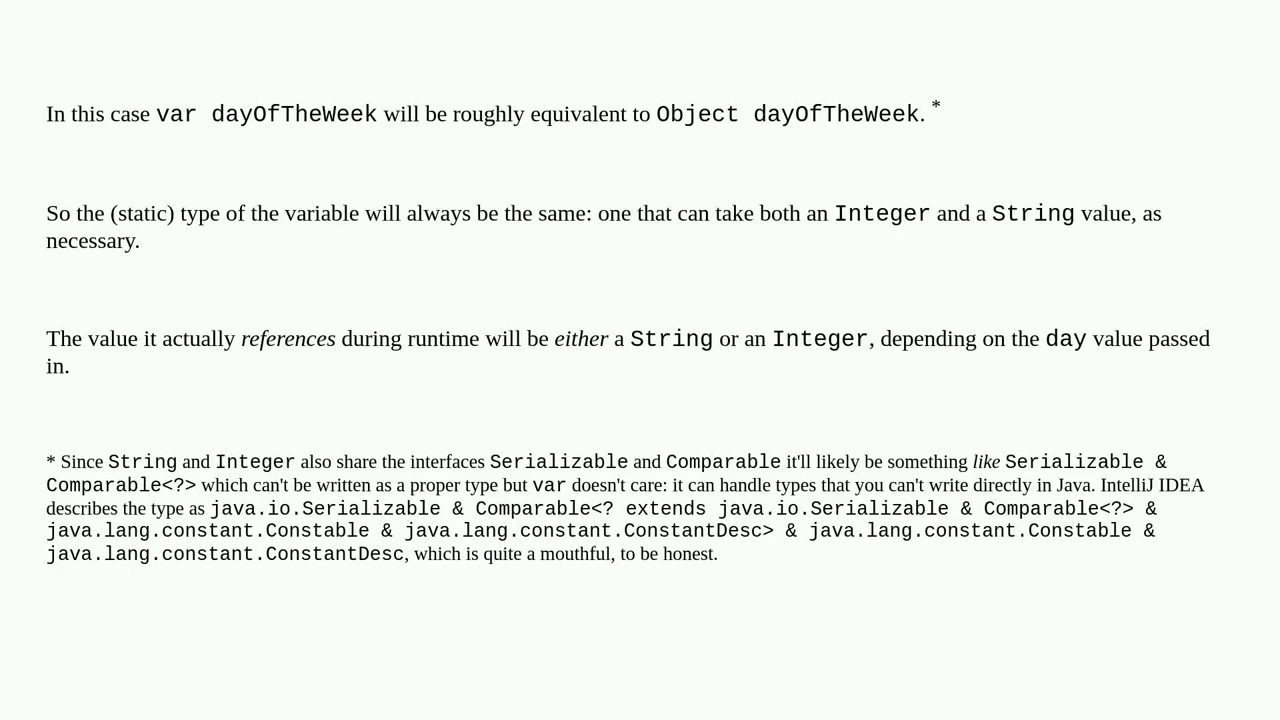 In this case var dayOfTheWeek will be roughly equivalent to Object dayOfTheWeek. *
So the (static) type of the variable will always be the same: one that can take both an Integer and a String value, as
necessary.
The value it actually references during runtime will be either a String or an Integer, depending on the day value passed
in.
* Since String and Integer also share the interfaces Serializable and Comparable it'll likely be something like Serializable &
Comparable<?> which can't be written as a proper type but var doesn't care: it can handle types that you can't write directly in Java. IntelliJ IDEA
describes the type as java.io.Serializable & Comparable<? extends java.io.Serializable & Comparable<?> &
java.lang.constant.Constable & java.lang.constant.ConstantDesc> & java.lang.constant.Constable &
java.lang.constant.ConstantDesc, which is quite a mouthful, to be honest.